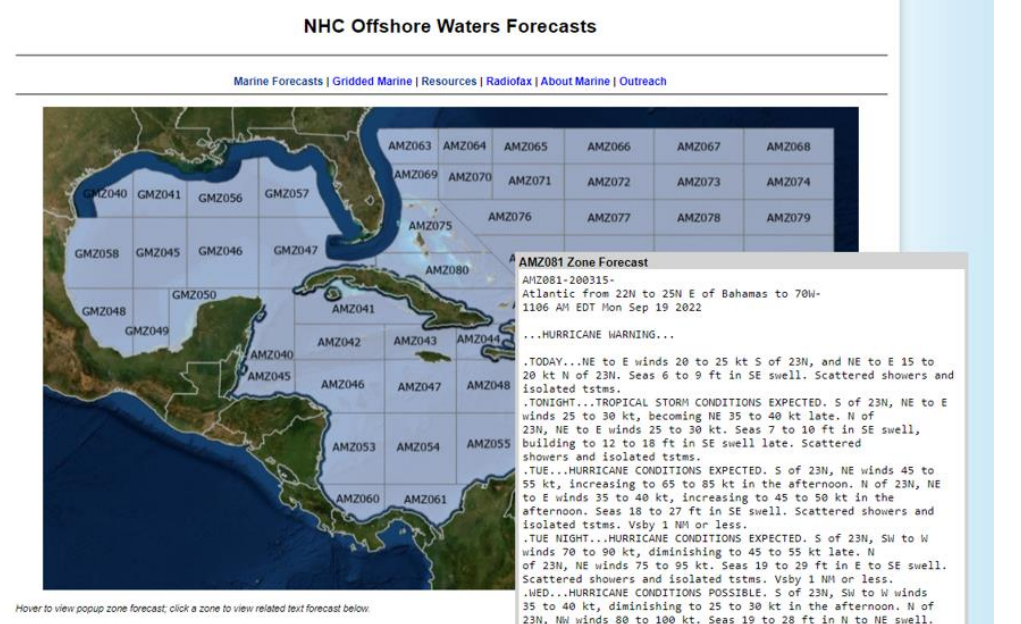 NHC Offshore Waters Forecasts
Marine Forecasts | Gridded Marine | Resources | Radiofax | About Marine | Outreach
AMZ063 AMZ064 AMZ065 AMZ066 AMZ067 AMZ068
AMZ069 AMZ070 AMZ071 AMZ072 AMZ073 AMZ074
GMZ040 GMZ041 GMZ056 GMZ057
AMZ075 AMZ076 AMZ077 AMZ078 AMZ079
GMZ058 GMZ045 GMZ046 GMZ047
AMZ080
GMZ050
GMZ048
GMZ049
AMZ041
AMZ042 AMZ043 AMZ044
AMZ040
AMZ045 AMZ046 AMZ047 AMZ048
AMZ053 AMZ054 AMZ055
AMZ060 AMZ061
AMZ081 Zone Forecast
AMZ081-200315-
Atlantic from 22N to 25N E of Bahamas to 70W-
1106 AM EDT Mon Sep 19 2022
...HURRICANE WARNING...
.TODAY...NE to E winds 20 to 25 kt S of 23N, and NE to E 15 to
20 kt N of 23N. Seas 6 to 9 ft in SE swell. Scattered showers and
isolated tstms.
.TONIGHT...TROPICAL STORM CONDITIONS EXPECTED. S of 23N, NE to E
winds 25 to 30 kt, becoming NE 35 to 40 kt late. N of
23N, NE to E winds 25 to 30 kt. Seas 7 to 10 ft in SE swell,
building to 12 to 18 ft in SE swell late. Scattered
showers and isolated tstms.
.TUE...HURRICANE CONDITIONS EXPECTED. S of 23N, NE winds 45 to
55 kt, increasing to 65 to 85 kt in the afternoon. N of 23N, NE
to E winds 35 to 40 kt, increasing to 45 to 50 kt in the
afternoon. Seas 18 to 27 ft in SE swell. Scattered showers and
isolated tstms. Vsby 1 NM or less.
.TUE NIGHT...HURRICANE CONDITIONS EXPECTED. S of 23N, SW to W
winds 70 to 90 kt, diminishing to 45 to 55 kt late. N
of 23N, NE winds 75 to 95 kt. Seas 19 to 29 ft in E to SE swell.
Scattered showers and isolated tstms. Vsby 1 NM or less.
.WED...HURRICANE CONDITIONS POSSIBLE. S of 23N, SW to W winds
35 to 40 kt, diminishing to 25 to 30 kt in the afternoon. N of
23N, NW winds 80 to 100 kt. Seas 19 to 28 ft in N to NE swell.
Hover to view popup zone forecast; click a zone to view related text forecast below.